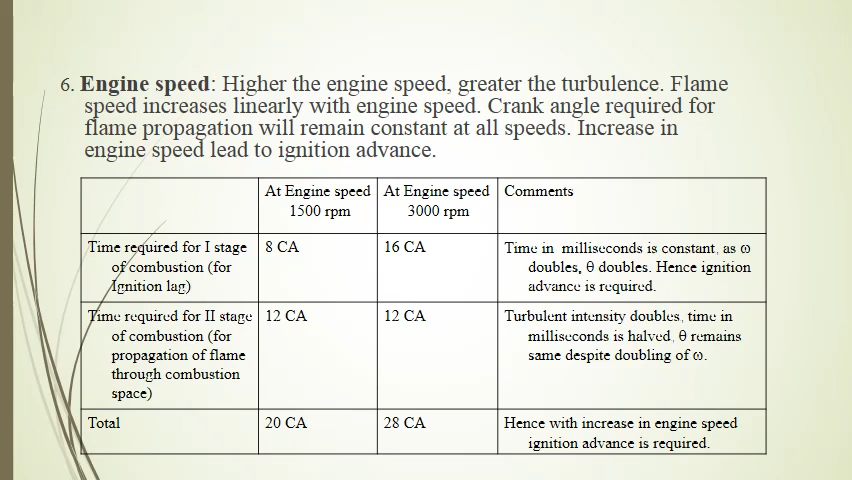 6. Engine speed: Higher the engine speed, greater the turbulence. Flame
speed increases linearly with engine speed. Crank angle required for
flame propagation will remain constant at all speeds. Increase in
engine speed lead to ignition advance.
At Engine speed
1500 rpm
At Engine speed
3000 rpm
Comments
Time required for I stage
of combustion (for
Ignition lag)
8 CA
16 CA
Time in milliseconds is constant, as ω
doubles, θ doubles. Hence ignition
advance is required.
Time required for II stage
of combustion (for
propagation of flame
through combustion
space)
12 CA
12 CA
Turbulent intensity doubles, time in
milliseconds is halved, θ remains
same despite doubling of ω.
Total
20 CA
28 CA
Hence with increase in engine speed
ignition advance is required.